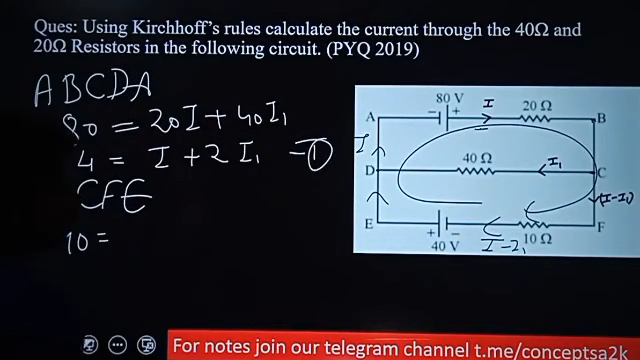 Ques: Using Kirchhoff's rules calculate the current through the 40Ω and
20Ω Resistors in the following circuit. (PYQ 2019)
ABCDA
80 = 20I + 40I₁
4 = I + 2I₁ –①
CFE
10 =
80 V
I
20 Ω
A
–
+
B
I
40 Ω
I₁
D
C
(I-I₁)
E
+
–
I-2₁
10 Ω
F
40 V
For notes join our telegram channel t.me/conceptsa2k